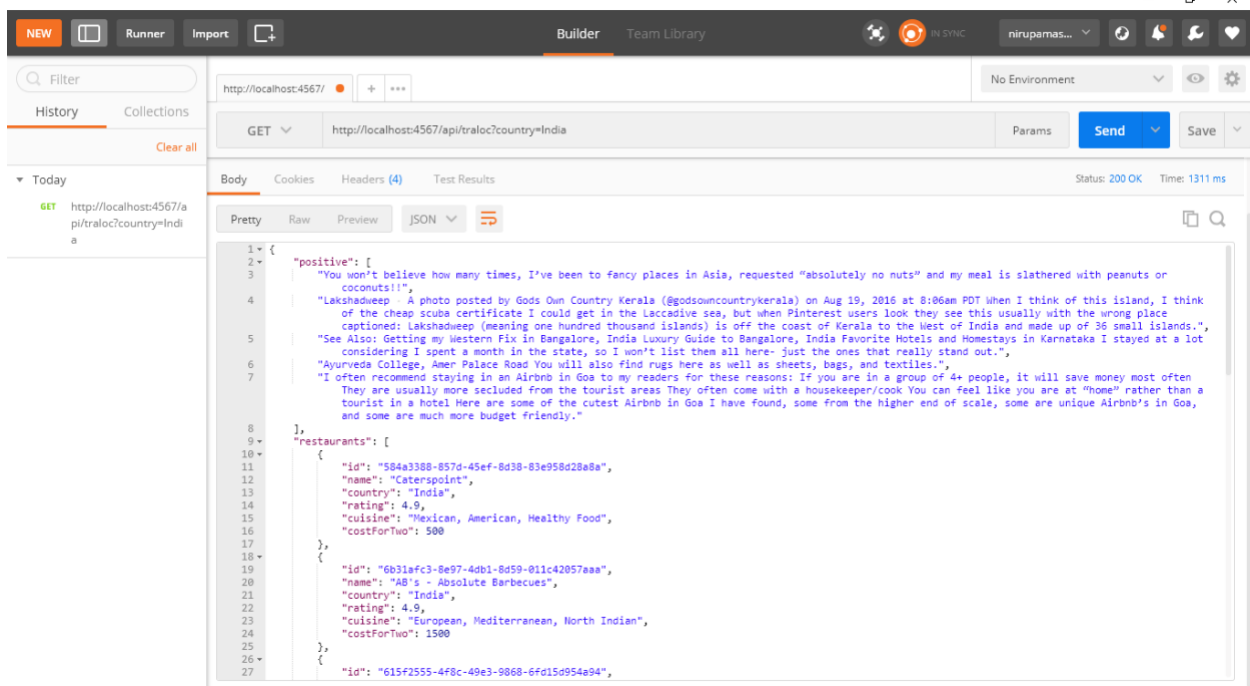 NEW Runner Import Builder Team Library IN SYNC nirupamas...
Filter
History Collections
Clear all
Today
GET http://localhost:4567/a
pi/traloc?country=Indi
a
http://localhost:4567/ + •••
No Environment
GET http://localhost:4567/api/traloc?country=India Params Send Save
Body Cookies Headers (4) Test Results Status: 200 OK Time: 1311 ms
Pretty Raw Preview JSON
1 {
2 "positive": [
3 "You won't believe how many times, I've been to fancy places in Asia, requested “absolutely no nuts” and my meal is slathered with peanuts or
coconuts!!",
4 "Lakshadweep · A photo posted by Gods Own Country Kerala (@godsowncountrykerala) on Aug 19, 2016 at 8:06am PDT When I think of this island, I think
of the cheap scuba certificate I could get in the Laccadive sea, but when Pinterest users look they see this usually with the wrong place
captioned: Lakshadweep (meaning one hundred thousand islands) is off the coast of Kerala to the West of India and made up of 36 small islands.",
5 "See Also: Getting my Western Fix in Bangalore, India Luxury Guide to Bangalore, India Favorite Hotels and Homestays in Karnataka I stayed at a lot
considering I spent a month in the state, so I won't list them all here- just the ones that really stand out.",
6 "Ayurveda College, Amer Palace Road You will also find rugs here as well as sheets, bags, and textiles.",
7 "I often recommend staying in an Airbnb in Goa to my readers for these reasons: If you are in a group of 4+ people, it will save money most often
They are usually more secluded from the tourist areas They often come with a housekeeper/cook You can feel like you are at “home” rather than a
tourist in a hotel Here are some of the cutest Airbnb in Goa I have found, some from the higher end of scale, some are unique Airbnb's in Goa,
and some are much more budget friendly."
8 ],
9 "restaurants": [
10 {
11 "id": "584a3388-857d-45ef-8d38-83e958d28a8a",
12 "name": "Caterspoint",
13 "country": "India",
14 "rating": 4.9,
15 "cuisine": "Mexican, American, Healthy Food",
16 "costForTwo": 500
17 },
18 {
19 "id": "6b31afc3-8e97-4db1-8d59-011c42057aaa",
20 "name": "AB's - Absolute Barbecues",
21 "country": "India",
22 "rating": 4.9,
23 "cuisine": "European, Mediterranean, North Indian",
24 "costForTwo": 1500
25 },
26 {
27 "id": "615f2555-4f8c-49e3-9868-6fd15d954a94",